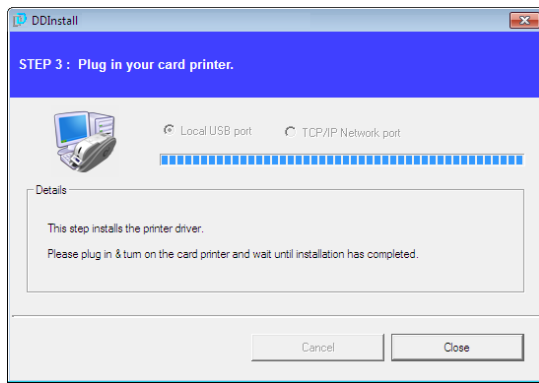 DDInstall
STEP 3 : Plug in your card printer.
Local USB port
TCP/IP Network port
Details
This step installs the printer driver.
Please plug in & turn on the card printer and wait until installation has completed.
Cancel
Close